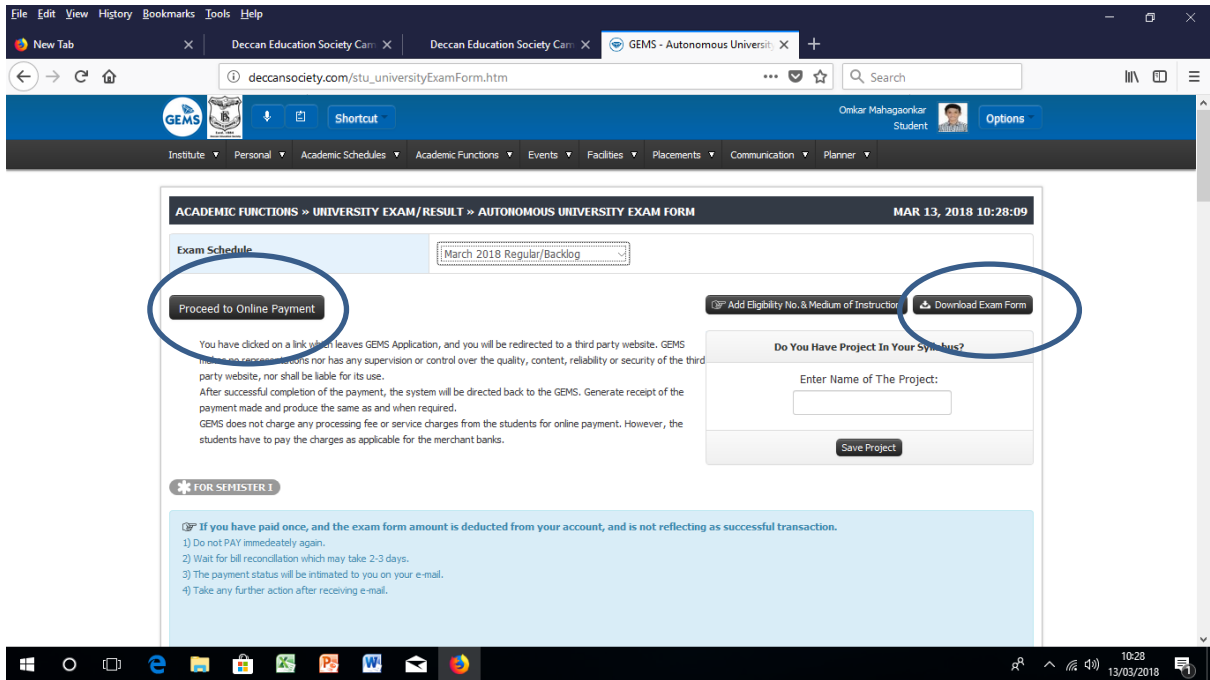 File Edit View History Bookmarks Tools Help
New Tab
Deccan Education Society Cam
Deccan Education Society Cam
GEMS - Autonomous University
deccansociety.com/stu_universityExamForm.htm
Search
GEMS
Shortcut
Omkar Mahagaonkar
Student
Options
Institute Personal Academic Schedules Academic Functions Events Facilities Placements Communication Planner
ACADEMIC FUNCTIONS » UNIVERSITY EXAM/RESULT » AUTONOMOUS UNIVERSITY EXAM FORM
MAR 13, 2018 10:28:09
Exam Schedule
March 2018 Regular/Backlog
Proceed to Online Payment
Add Eligibility No. & Medium of Instruction
Download Exam Form
You have clicked on a link which leaves GEMS Application, and you will be redirected to a third party website. GEMS
makes no representations nor has any supervision or control over the quality, content, reliability or security of the third
party website, nor shall be liable for its use.
After successful completion of the payment, the system will be directed back to the GEMS. Generate receipt of the
payment made and produce the same as and when required.
GEMS does not charge any processing fee or service charges from the students for online payment. However, the
students have to pay the charges as applicable for the merchant banks.
Do You Have Project In Your Syllabus?
Enter Name of The Project:
Save Project
FOR SEMISTER I
If you have paid once, and the exam form amount is deducted from your account, and is not reflecting as successful transaction.
1) Do not PAY immedeately again.
2) Wait for bill reconcilation which may take 2-3 days.
3) The payment status will be intimated to you on your e-mail.
4) Take any further action after receiving e-mail.
10:28
13/03/2018